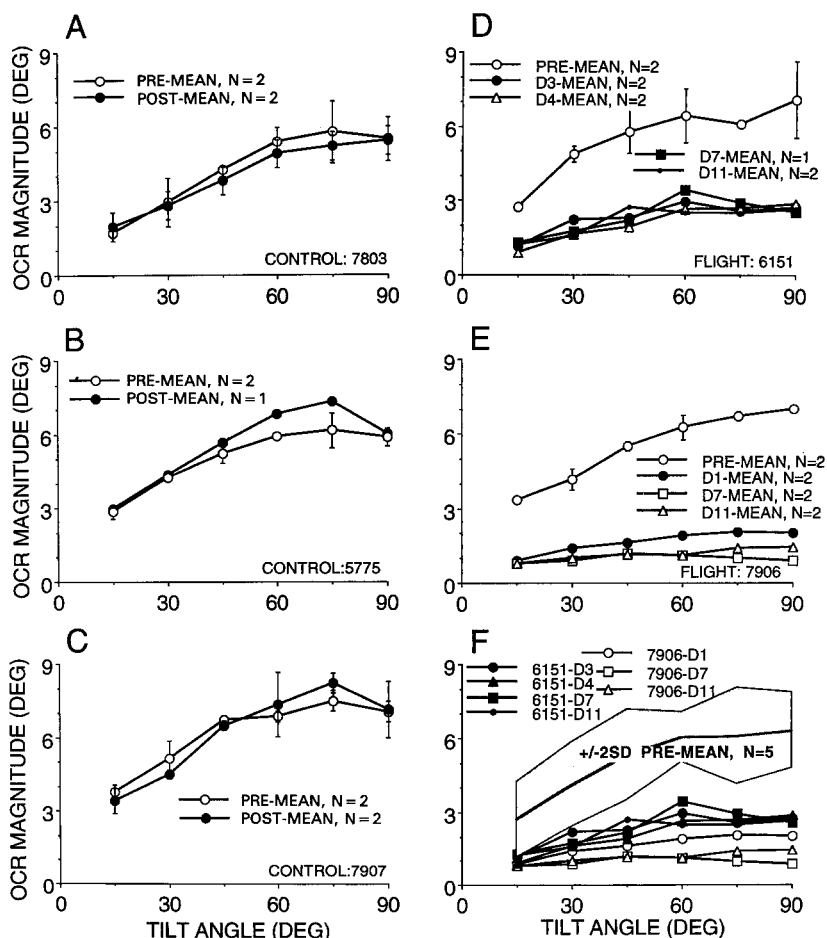 A
OCR MAGNITUDE (DEG)
9
6
3
0
PRE-MEAN, N=2
POST-MEAN, N=2
CONTROL: 7803
0 30 60 90
B
OCR MAGNITUDE (DEG)
9
6
3
0
PRE-MEAN, N=2
POST-MEAN, N=1
CONTROL:5775
0 30 60 90
C
OCR MAGNITUDE (DEG)
9
6
3
0
PRE-MEAN, N=2
POST-MEAN, N=2
CONTROL:7907
0 30 60 90
TILT ANGLE (DEG)
D
9
6
3
0
PRE-MEAN, N=2
D3-MEAN, N=2
D4-MEAN, N=2
D7-MEAN, N=1
D11-MEAN, N=2
FLIGHT: 6151
0 30 60 90
E
9
6
3
0
PRE-MEAN, N=2
D1-MEAN, N=2
D7-MEAN, N=2
D11-MEAN, N=2
FLIGHT: 7906
0 30 60 90
F
9
6
3
0
6151-D3
6151-D4
6151-D7
6151-D11
7906-D1
7906-D7
7906-D11
+/-2SD PRE-MEAN, N=5
0 30 60 90
TILT ANGLE (DEG)